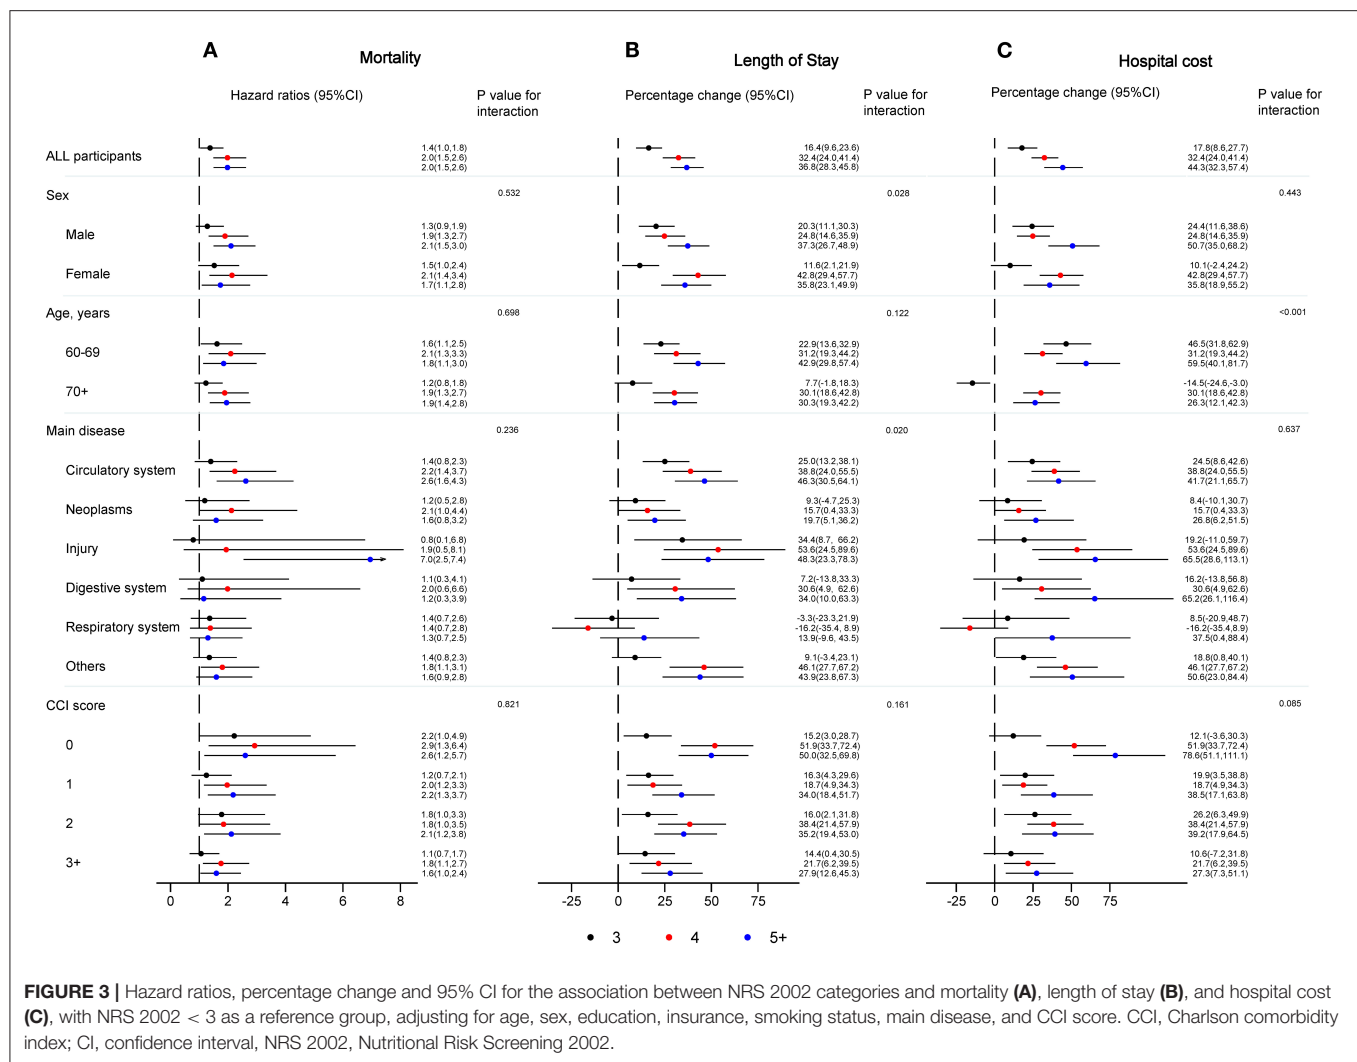 A Mortality B Length of Stay C Hospital cost
Hazard ratios (95%CI) P value for interaction Percentage change (95%CI) P value for interaction Percentage change (95%CI) P value for interaction
ALL participants
1.4(1.0,1.8) 16.4(9.6,23.6) 17.8(8.6,27.7)
2.0(1.5,2.6) 32.4(24.0,41.4) 32.4(24.0,41.4)
2.0(1.5,2.6) 36.8(28.3,45.8) 44.3(32.3,57.4)
Sex 0.532 0.028 0.443
Male
1.3(0.9,1.9) 20.3(11.1,30.3) 24.4(11.6,38.6)
1.9(1.3,2.7) 24.8(14.6,35.9) 24.8(14.6,35.9)
2.1(1.5,3.0) 37.3(26.7,48.9) 50.7(35.0,68.2)
Female
1.5(1.0,2.4) 11.6(2.1,21.9) 10.1(-2.4,24.2)
2.1(1.4,3.4) 42.8(29.4,57.7) 42.8(29.4,57.7)
1.7(1.1,2.8) 35.8(23.1,49.9) 35.8(18.9,55.2)
Age, years 0.698 0.122 <0.001
60-69
1.6(1.1,2.5) 22.9(13.6,32.9) 46.5(31.8,62.9)
2.1(1.3,3.3) 31.2(19.3,44.2) 31.2(19.3,44.2)
1.8(1.1,3.0) 42.9(29.8,57.4) 59.5(40.1,81.7)
70+
1.2(0.8,1.8) 7.7(-1.8,18.3) -14.5(-24.6,-3.0)
1.9(1.3,2.7) 30.1(18.6,42.8) 30.1(18.6,42.8)
1.9(1.4,2.8) 30.3(19.3,42.2) 26.3(12.1,42.3)
Main disease 0.236 0.020 0.637
Circulatory system
1.4(0.8,2.3) 25.0(13.2,38.1) 24.5(8.6,42.6)
2.2(1.4,3.7) 38.8(24.0,55.5) 38.8(24.0,55.5)
2.6(1.6,4.3) 46.3(30.5,64.1) 41.7(21.1,65.7)
Neoplasms
1.2(0.5,2.8) 9.3(-4.7,25.3) 8.4(-10.1,30.7)
2.1(1.0,4.4) 15.7(0.4,33.3) 15.7(0.4,33.3)
1.6(0.8,3.2) 19.7(5.1,36.2) 26.8(6.2,51.5)
Injury
0.8(0.1,6.8) 34.4(8.7, 66.2) 19.2(-11.0,59.7)
1.9(0.5,8.1) 53.6(24.5,89.6) 53.6(24.5,89.6)
7.0(2.5,7.4) 48.3(23.3,78.3) 65.5(28.6,113.1)
Digestive system
1.1(0.3,4.1) 7.2(-13.8,33.3) 16.2(-13.8,56.8)
2.0(0.6,6.6) 30.6(4.9, 62.6) 30.6(4.9,62.6)
1.2(0.3,3.9) 34.0(10.0,63.3) 65.2(26.1,116.4)
Respiratory system
1.4(0.7,2.6) -3.3(-23.3,21.9) 8.5(-20.9,48.7)
1.4(0.7,2.8) -16.2(-35.4, 8.9) -16.2(-35.4,8.9)
1.3(0.7,2.5) 13.9(-9.6, 43.5) 37.5(0.4,88.4)
Others
1.4(0.8,2.3) 9.1(-3.4,23.1) 18.8(0.8,40.1)
1.8(1.1,3.1) 46.1(27.7,67.2) 46.1(27.7,67.2)
1.6(0.9,2.8) 43.9(23.8,67.3) 50.6(23.0,84.4)
CCI score 0.821 0.161 0.085
0
2.2(1.0,4.9) 15.2(3.0,28.7) 12.1(-3.6,30.3)
2.9(1.3,6.4) 51.9(33.7,72.4) 51.9(33.7,72.4)
2.6(1.2,5.7) 50.0(32.5,69.8) 78.6(51.1,111.1)
1
1.2(0.7,2.1) 16.3(4.3,29.6) 19.9(3.5,38.8)
2.0(1.2,3.3) 18.7(4.9,34.3) 18.7(4.9,34.3)
2.2(1.3,3.7) 34.0(18.4,51.7) 38.5(17.1,63.8)
2
1.8(1.0,3.3) 16.0(2.1,31.8) 26.2(6.3,49.9)
1.8(1.0,3.5) 38.4(21.4,57.9) 38.4(21.4,57.9)
2.1(1.2,3.8) 35.2(19.4,53.0) 39.2(17.9,64.5)
3+
1.1(0.7,1.7) 14.4(0.4,30.5) 10.6(-7.2,31.8)
1.8(1.1,2.7) 21.7(6.2,39.5) 21.7(6.2,39.5)
1.6(1.0,2.4) 27.9(12.6,45.3) 27.3(7.3,51.1)
0 2 4 6 8 -25 0 25 50 75 -25 0 25 50 75
3 4 5+
FIGURE 3 | Hazard ratios, percentage change and 95% CI for the association between NRS 2002 categories and mortality (A), length of stay (B), and hospital cost
(C), with NRS 2002 < 3 as a reference group, adjusting for age, sex, education, insurance, smoking status, main disease, and CCI score. CCI, Charlson comorbidity
index; CI, confidence interval, NRS 2002, Nutritional Risk Screening 2002.